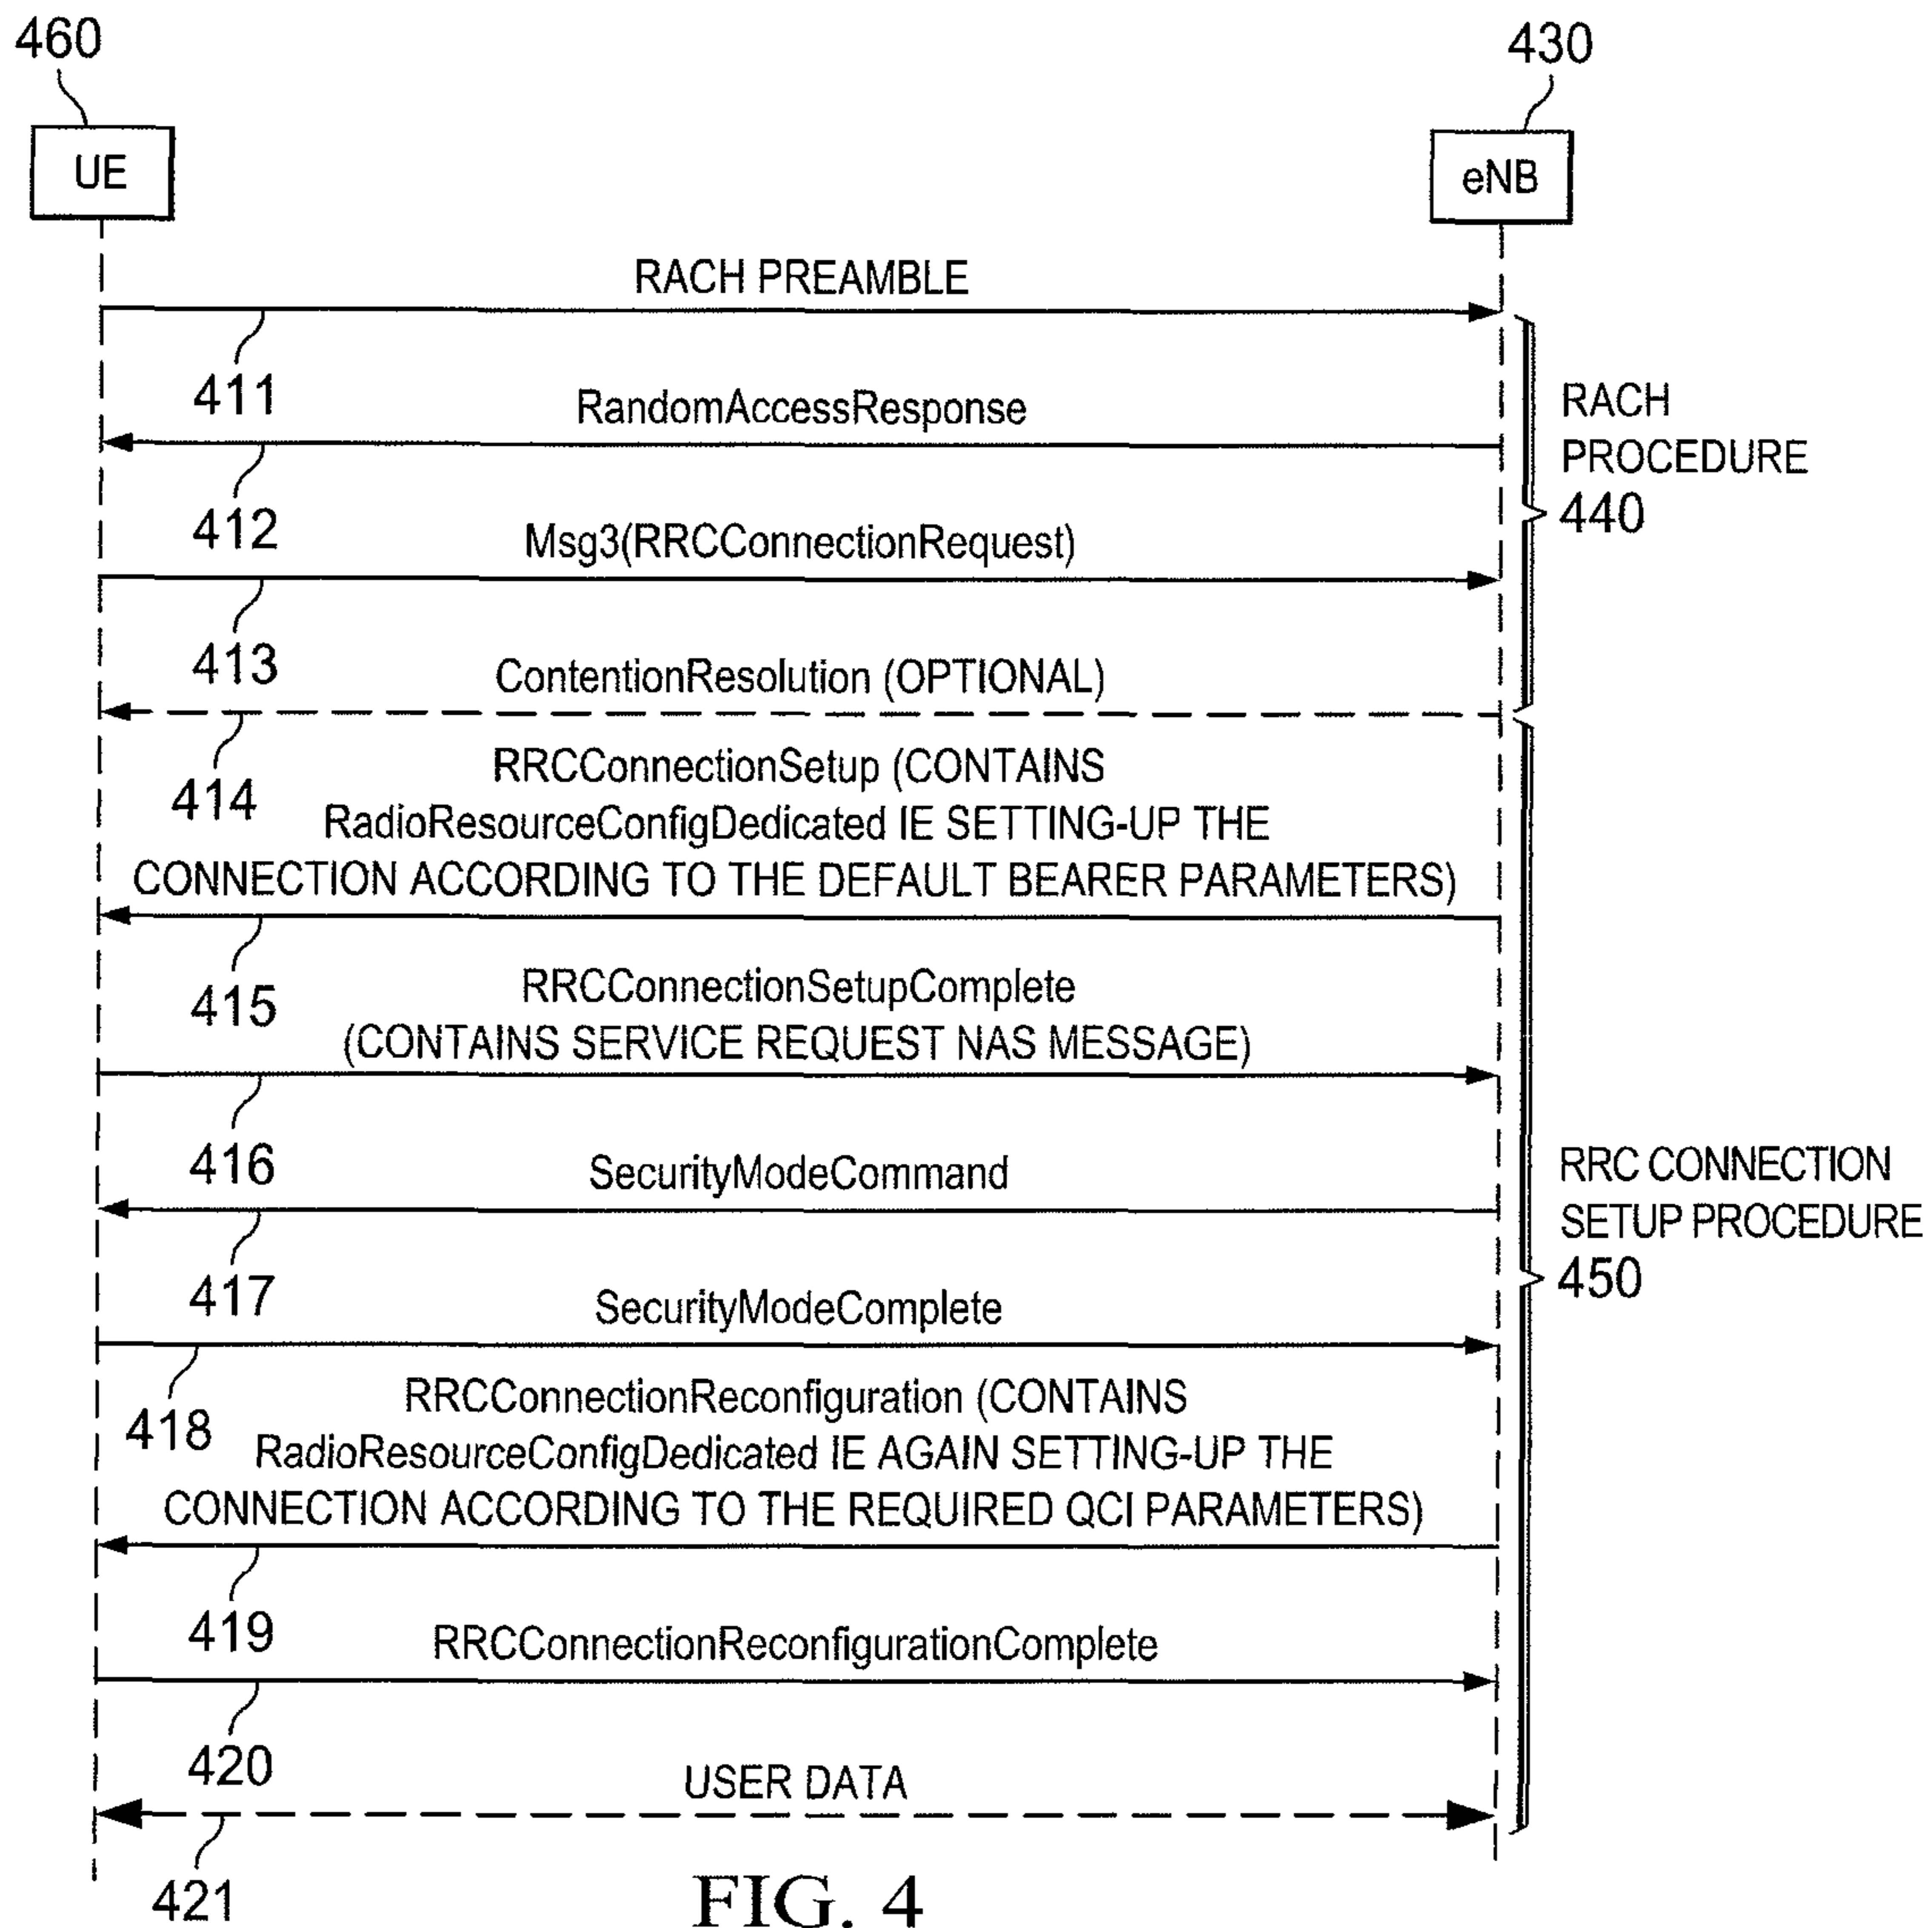 460
430
UE
eNB
RACH PREAMBLE
411
RandomAccessResponse
RACH
PROCEDURE
440
412
Msg3(RRCConnectionRequest)
413
ContentionResolution (OPTIONAL)
414
RRCConnectionSetup (CONTAINS
RadioResourceConfigDedicated IE SETTING-UP THE
CONNECTION ACCORDING TO THE DEFAULT BEARER PARAMETERS)
415
RRCConnectionSetupComplete
(CONTAINS SERVICE REQUEST NAS MESSAGE)
416
SecurityModeCommand
RRC CONNECTION
SETUP PROCEDURE
450
417
SecurityModeComplete
418
RRCConnectionReconfiguration (CONTAINS
RadioResourceConfigDedicated IE AGAIN SETTING-UP THE
CONNECTION ACCORDING TO THE REQUIRED QCI PARAMETERS)
419
RRCConnectionReconfigurationComplete
420
USER DATA
421
FIG. 4